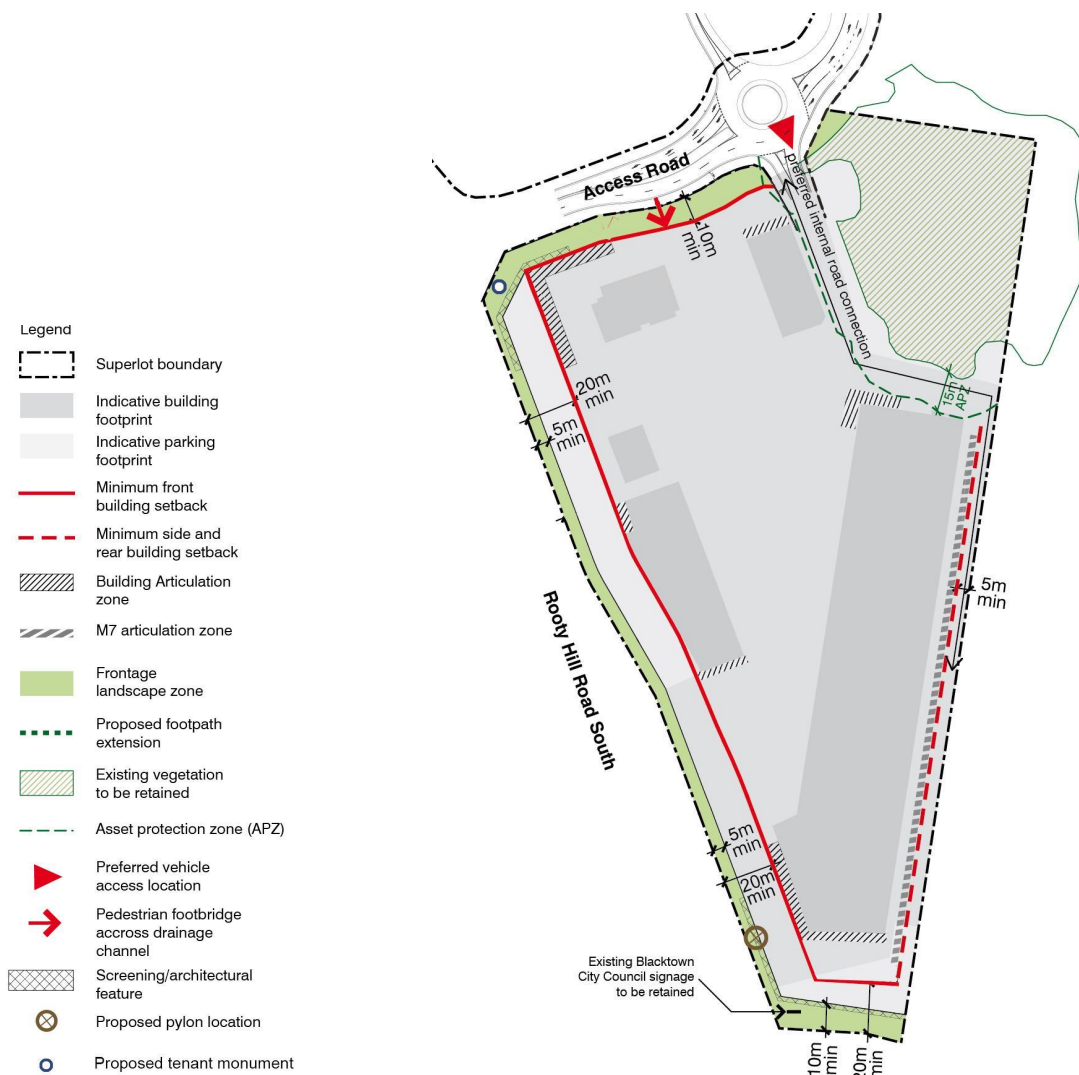 Legend
Superlot boundary
Indicative building
footprint
Indicative parking
footprint
Minimum front
building setback
Minimum side and
rear building setback
Building Articulation
zone
M7 articulation zone
Frontage
landscape zone
Proposed footpath
extension
Existing vegetation
to be retained
Asset protection zone (APZ)
Preferred vehicle
access location
Pedestrian footbridge
accross drainage
channel
Screening/architectural
feature
Proposed pylon location
Proposed tenant monument
Access Road
preferred internal road connection
10m
min
20m
min
5m
min
15m
APZ
5m
min
Rooty Hill Road South
5m
min
20m
min
Existing Blacktown
City Council signage
to be retained
10m
min
20m
min